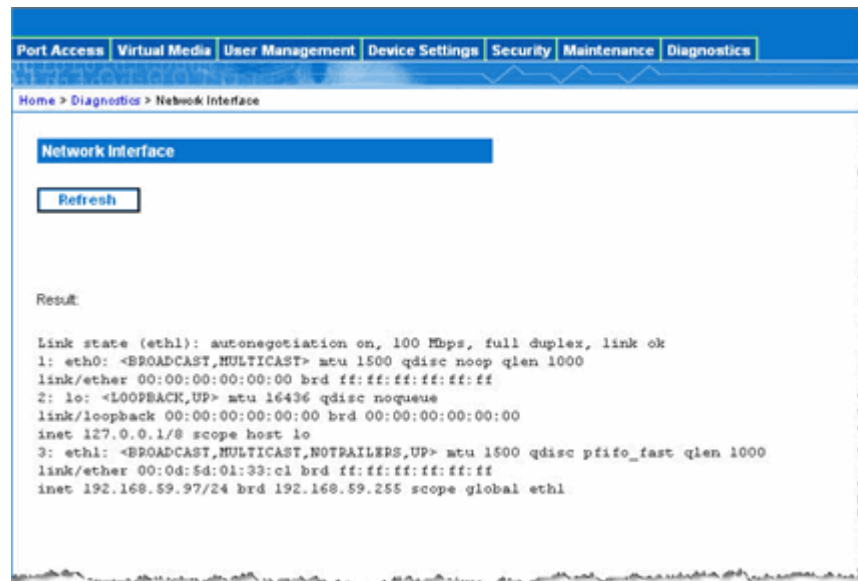 Port Access Virtual Media User Management Device Settings Security Maintenance Diagnostics
Home > Diagnostics > Network Interface
Network Interface
Refresh
Result:
Link state (eth1): autonegotiation on, 100 Mbps, full duplex, link ok
1: eth0: <BROADCAST,MULTICAST> mtu 1500 qdisc noop qlen 1000
link/ether 00:00:00:00:00:00 brd ff:ff:ff:ff:ff:ff
2: lo: <LOOPBACK,UP> mtu 16436 qdisc noqueue
link/loopback 00:00:00:00:00:00 brd 00:00:00:00:00:00
inet 127.0.0.1/8 scope host lo
3: eth1: <BROADCAST,MULTICAST,NOTRAILERS,UP> mtu 1500 qdisc pfifo_fast qlen 1000
link/ether 00:0d:5d:01:33:c1 brd ff:ff:ff:ff:ff:ff
inet 192.168.59.97/24 brd 192.168.59.255 scope global eth1